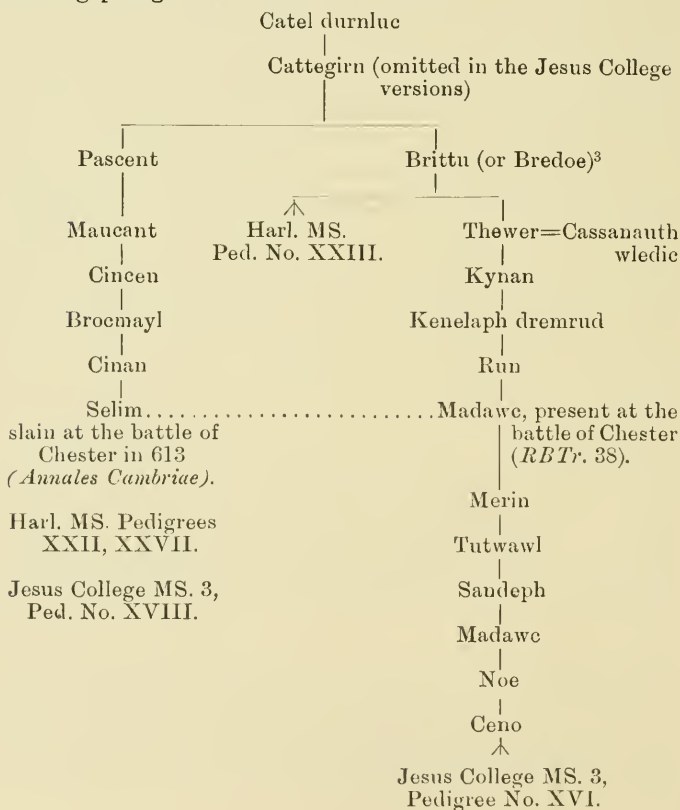 Catel durnluc
Cattegirn (omitted in the Jesus College
versions)
Pascent
Brittu (or Bredoe)³
Maucant
Harl. MS.
Ped. No. XXIII.
Thewer=Cassanauth
wledic
Cincen
Kynan
Brocmayl
Kenelaph dremrud
Cinan
Run
Selim........................Madawc, present at the
slain at the battle of
Chester in 613
(Annales Cambriae).
battle of Chester
(RBTr. 38).
Harl. MS. Pedigrees
XXII, XXVII.
Jesus College MS. 3,
Ped. No. XVIII.
Merin
Tutwawl
Sandeph
Madawc
Noe
Ceno
Jesus College MS. 3,
Pedigree No. XVI.